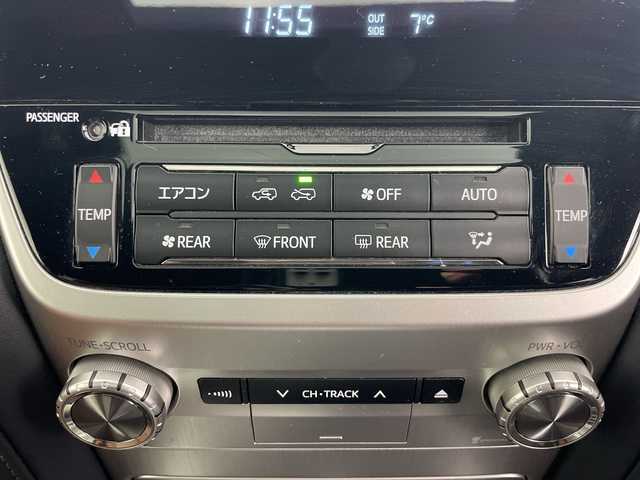 11:55 OUT SIDE 7°C
PASSENGER
TEMP エアコン OFF AUTO TEMP
REAR FRONT REAR
TUNE•SCROLL PWR•VOL
CH•TRACK